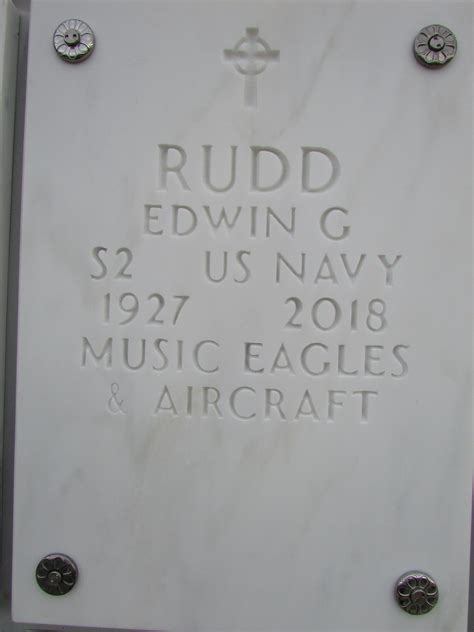 RUDD
EDWIN G
S2 US NAVY
1927 2018
MUSIC EAGLES
& AIRCRAFT